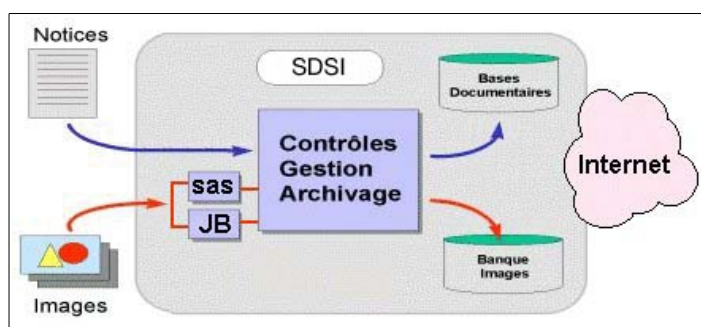 Notices
SDSI
Bases
Documentaires
Contrôles
Gestion
Archivage
Internet
sas
JB
Banque
Images
Images